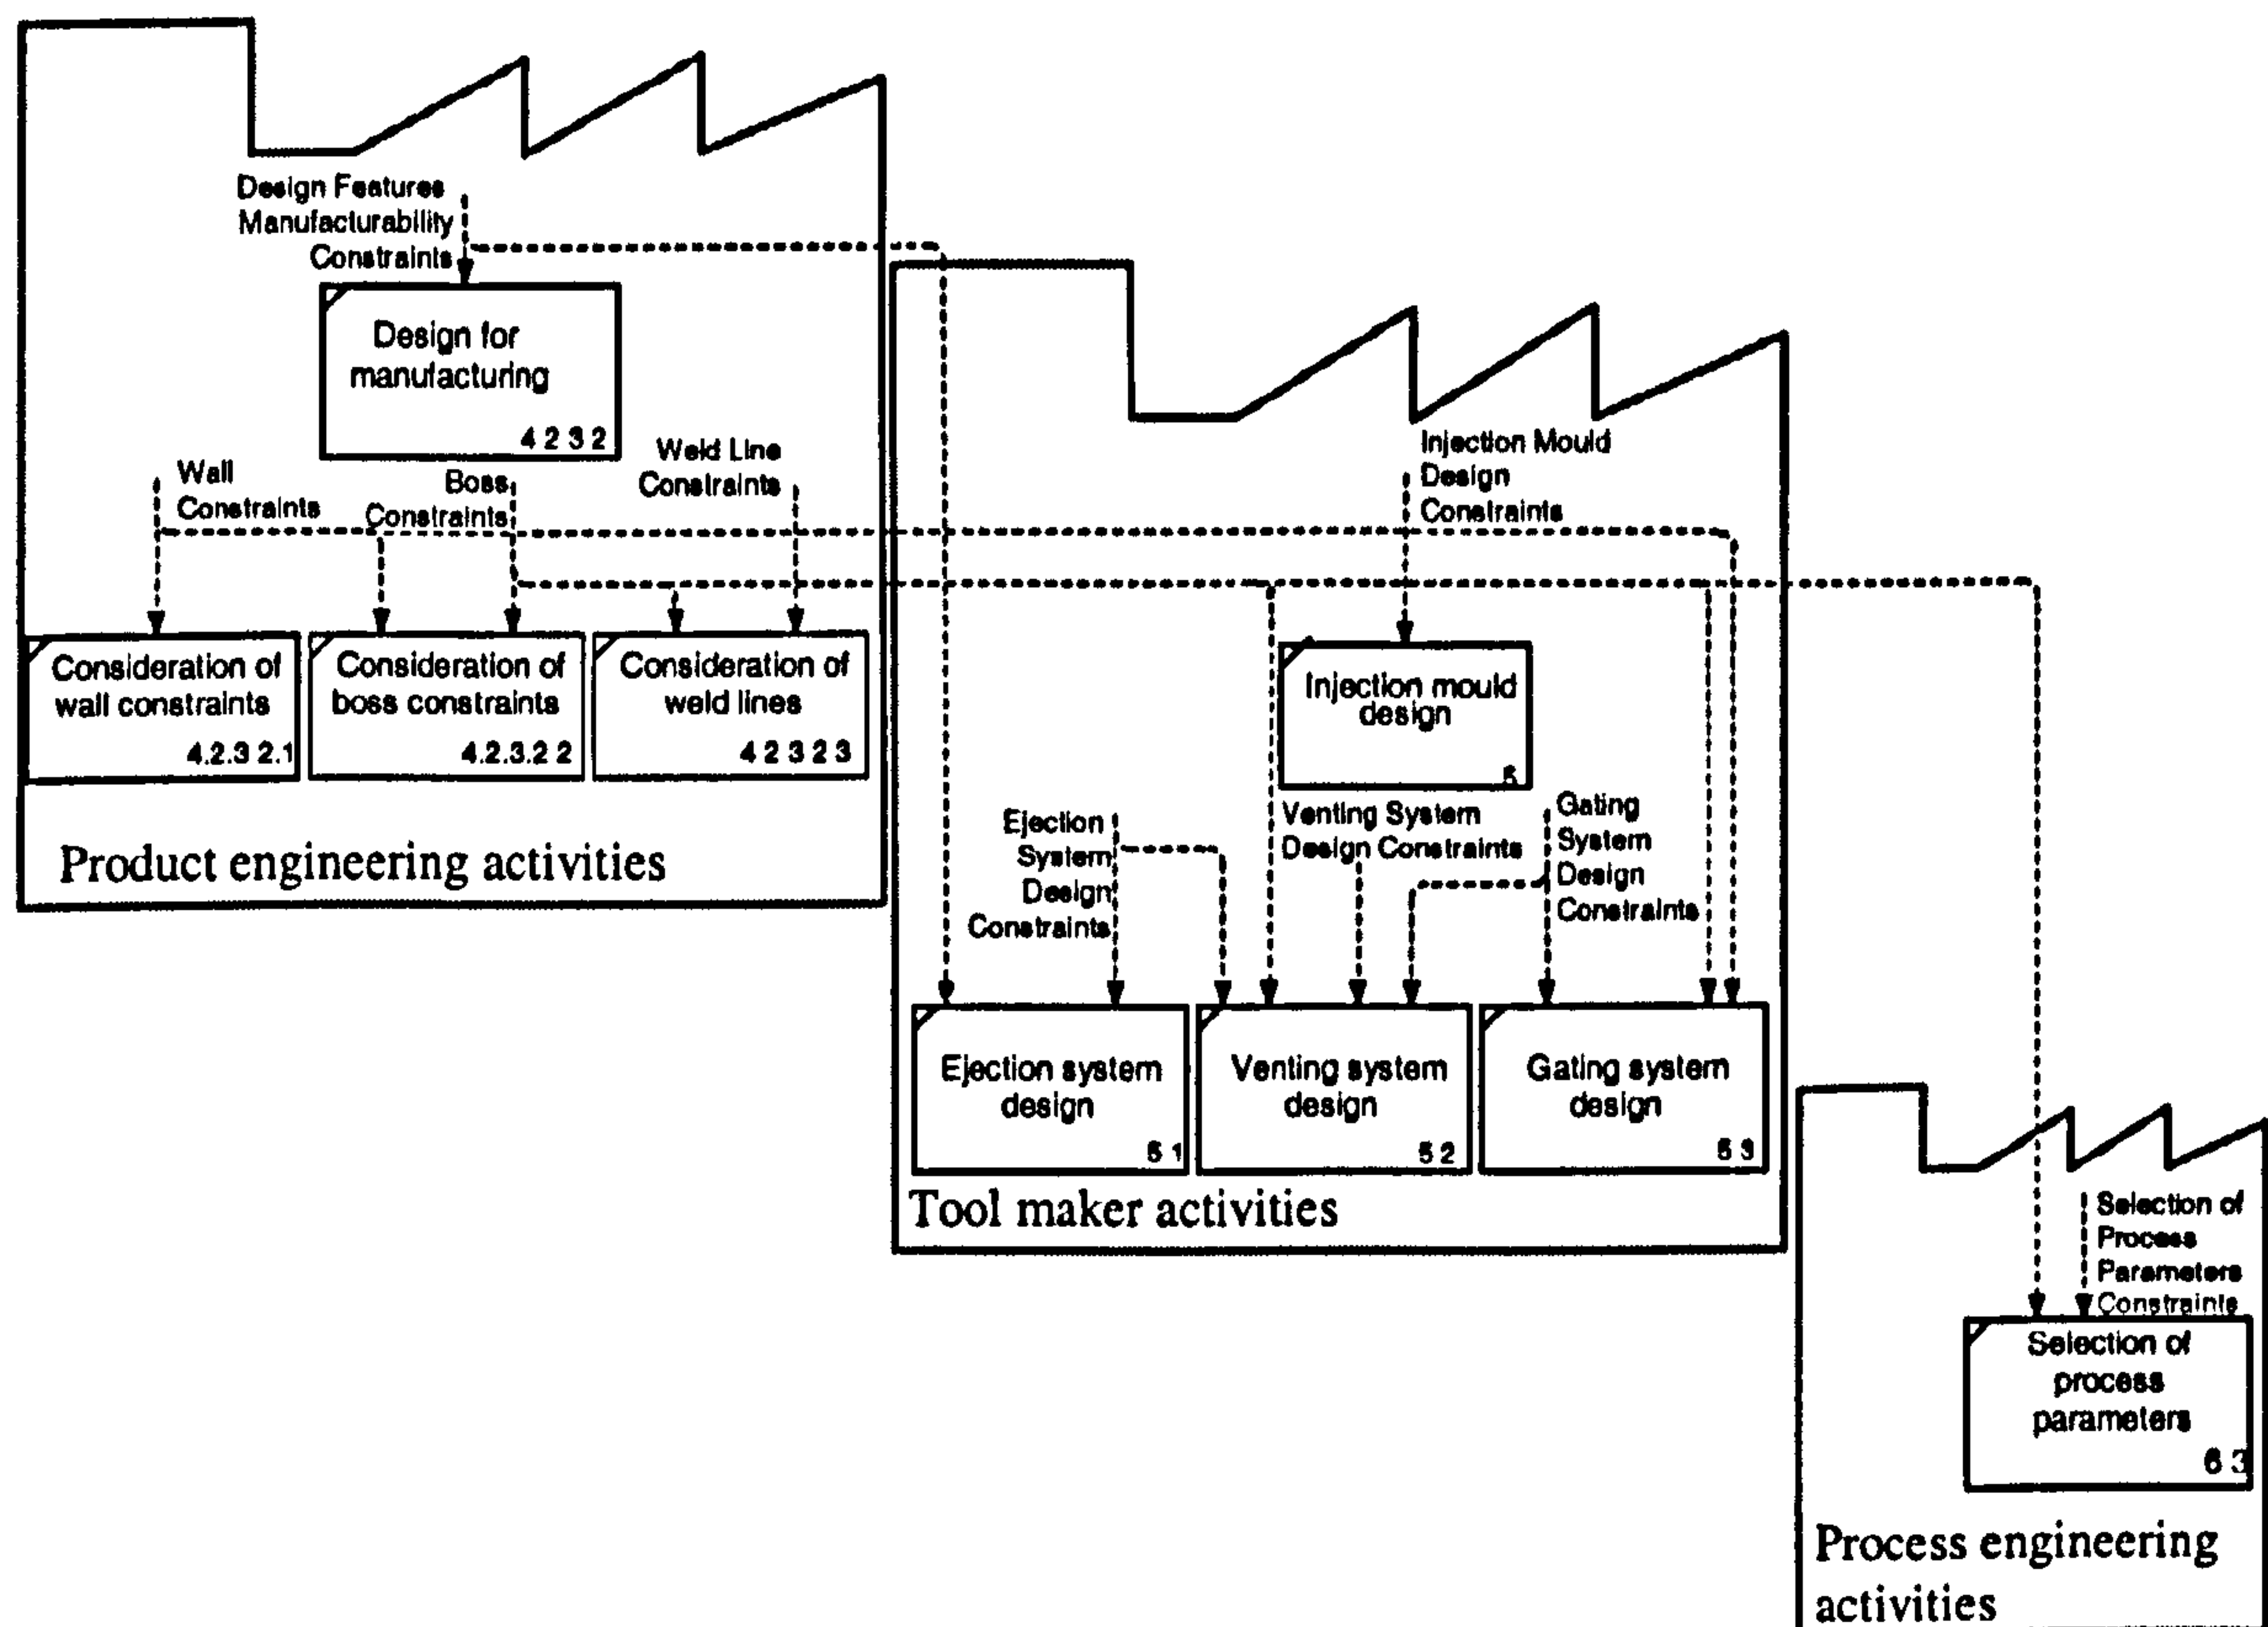 Design Features
Manufacturability
Constraints
Design for
manufacturing
4 2 3 2
Wall
Constraints
Boss
Constraints
Weld Line
Constraints
Consideration of
wall constraints
4.2.3 2.1
Consideration of
boss constraints
4.2.3.2 2
Consideration of
weld lines
4 2 3 2 3
Product engineering activities
Injection Mould
Design
Constraints
Injection mould
design
5
Ejection
System
Design
Constraints
Venting System
Design Constraints
Gating
System
Design
Constraints
Ejection system
design
5 1
Venting system
design
5 2
Gating system
design
5 3
Tool maker activities
Selection of
Process
Parameters
Constraints
Selection of
process
parameters
6 3
Process engineering
activities